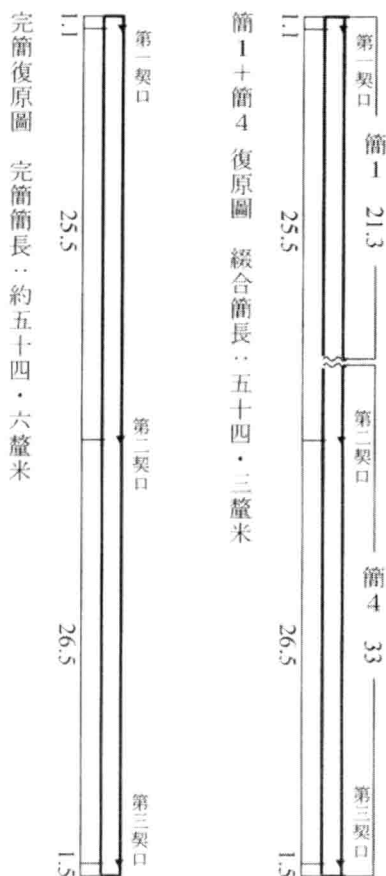 簡1 21.3
簡4 33
第一契口
第二契口
第三契口
1.1
25.5
26.5
1.5
簡1＋簡4 復原圖 綴合簡長：五十四·三釐米
第一契口
第二契口
第三契口
1.1
25.5
26.5
1.5
完簡復原圖 完簡簡長：約五十四·六釐米